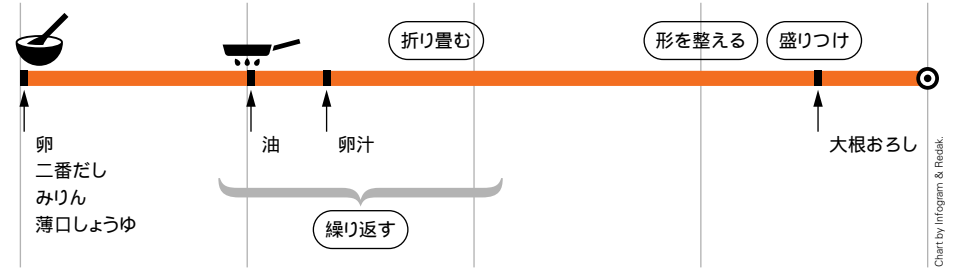 折り畳む
形を整える
盛りつけ
卵
二番だし
みりん
薄口しょうゆ
油
卵汁
大根おろし
繰り返す
Chart by Infogram & Redak.